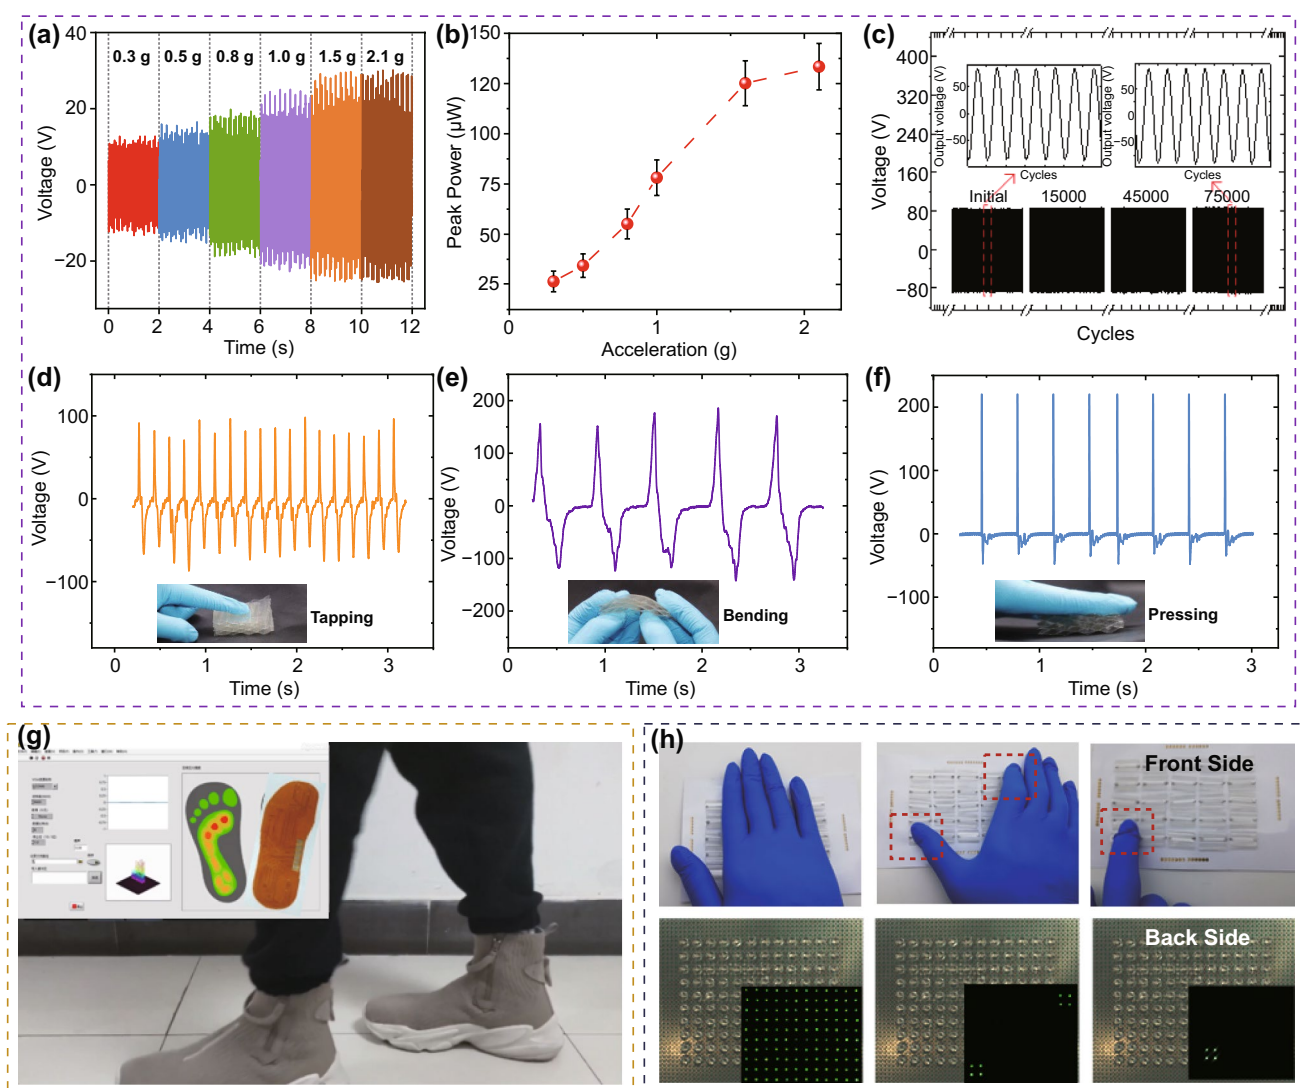 (a)
40
20
0
−20
Voltage (V)
0.3 g
0.5 g
0.8 g
1.0 g
1.5 g
2.1 g
0 2 4 6 8 10 12
Time (s)
(b)
150
120
100
75
50
25
Peak Power (μW)
0 1 2
Acceleration (g)
(c)
400
320
240
160
80
0
−80
Voltage (V)
Output voltage (V)
50
0
−50
Cycles
Output voltage (V)
50
0
−50
Cycles
Initial
15000
45000
75000
Cycles
(d)
100
0
−100
Voltage (V)
Tapping
0 1 2 3
Time (s)
(e)
200
100
0
−100
−200
Voltage (V)
Bending
0 1 2 3
Time (s)
(f)
200
100
0
−100
Voltage (V)
Pressing
0 1 2 3
Time (s)
(g)
(h)
Front Side
Back Side